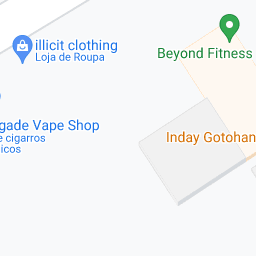 illicit clothing
Loja de Roupa
Beyond Fitness
gade Vape Shop
e cigarros
icos
Inday Gotohan